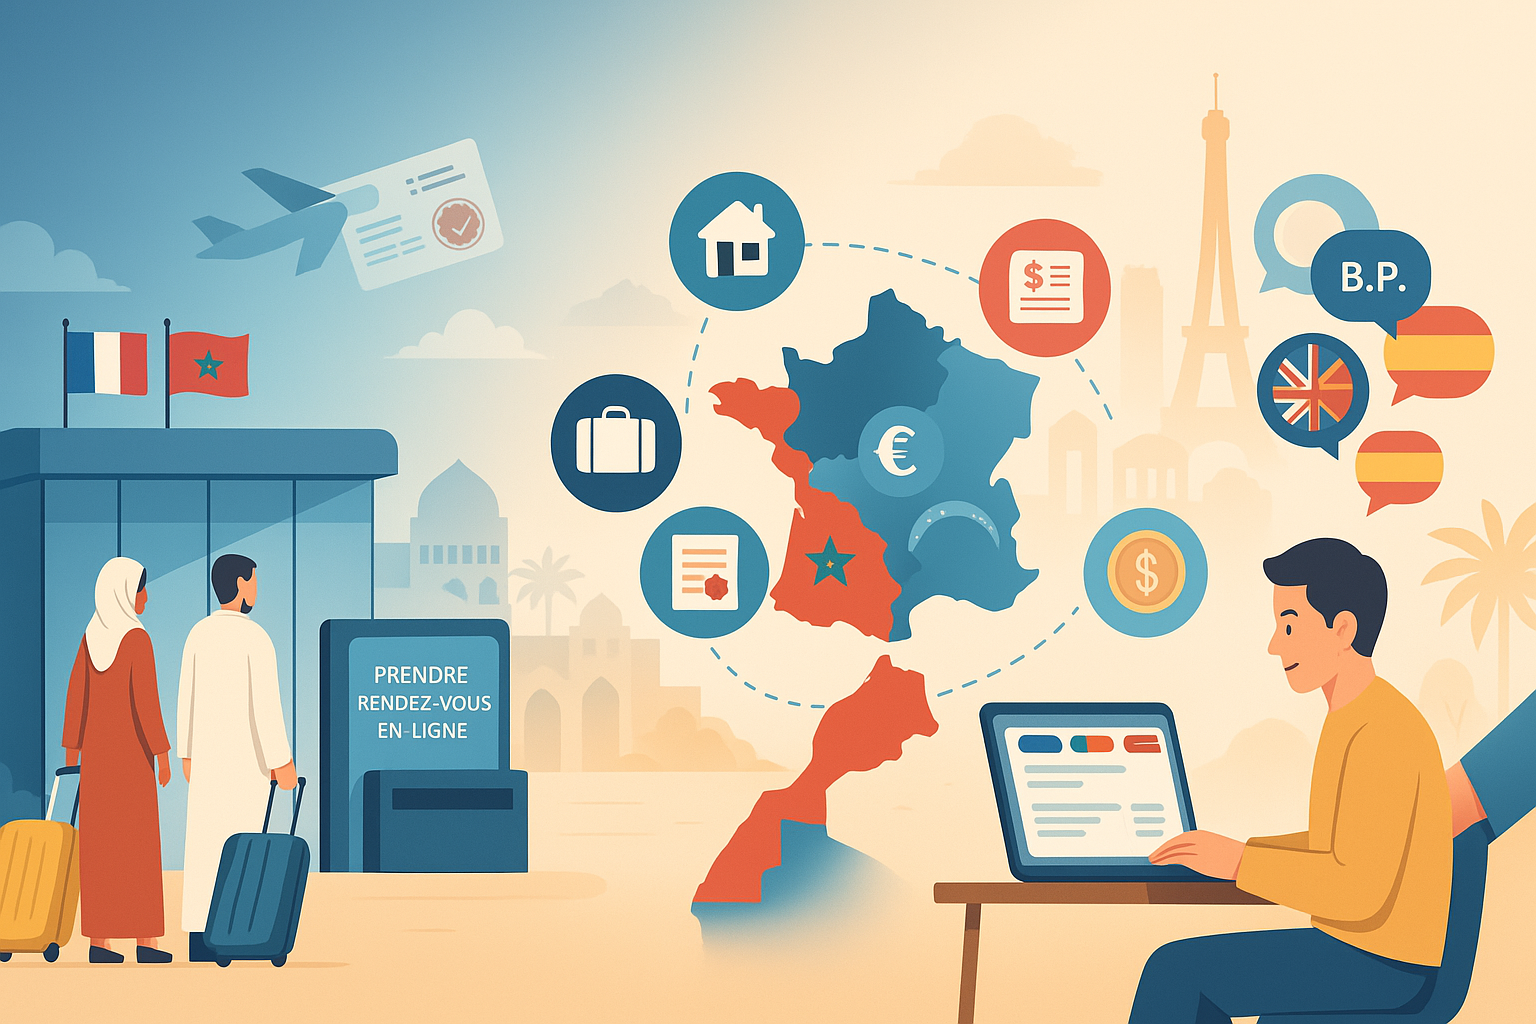 PRENDRE
RENDEZ-VOUS
EN-LIGNE
B.P.
$
€
$